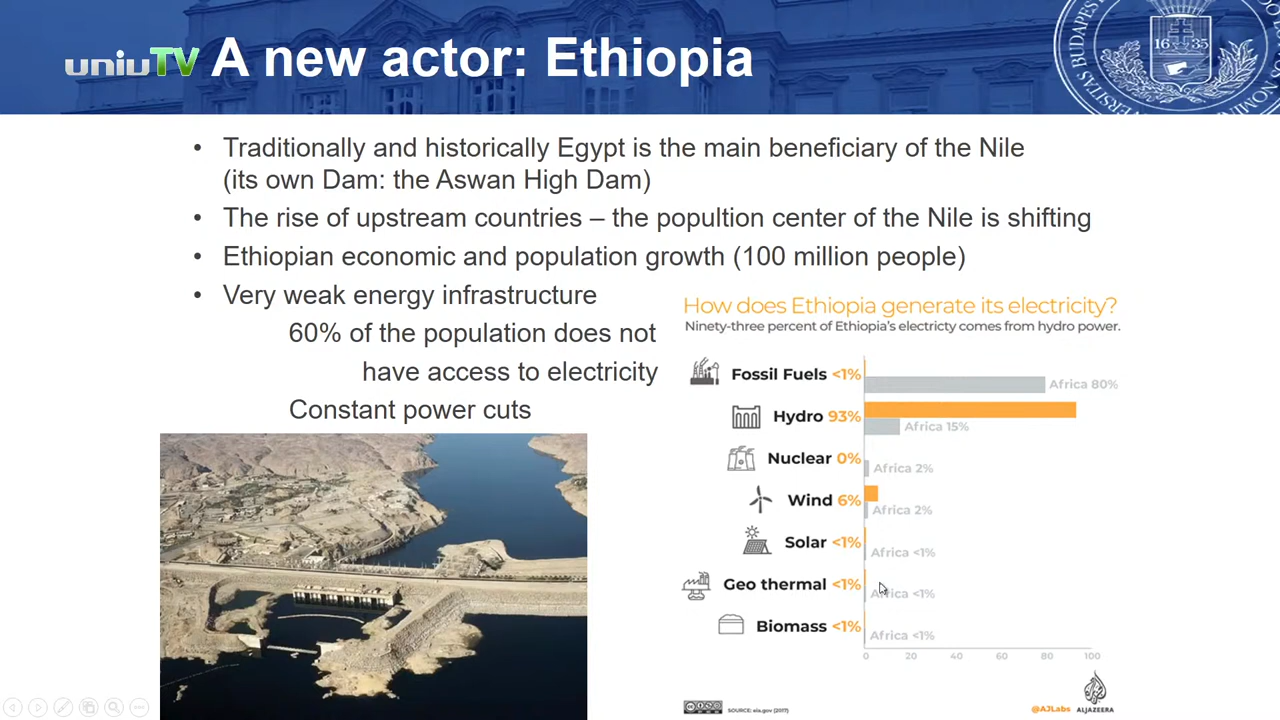 uniuTV A new actor: Ethiopia
1635
• Traditionally and historically Egypt is the main beneficiary of the Nile
(its own Dam: the Aswan High Dam)
• The rise of upstream countries – the popultion center of the Nile is shifting
• Ethiopian economic and population growth (100 million people)
• Very weak energy infrastructure
60% of the population does not
have access to electricity
Constant power cuts
How does Ethiopia generate its electricity?
Ninety-three percent of Ethiopia's electricty comes from hydro power.
Fossil Fuels <1%
Africa 80%
Hydro 93%
Africa 15%
Nuclear 0%
Africa 2%
Wind 6%
Africa 2%
Solar <1%
Africa <1%
Geo thermal <1%
Africa <1%
Biomass <1%
Africa <1%
0 20 40 60 80 100
SOURCE: eia.gov (2017)
@AJLabs ALJAZEERA